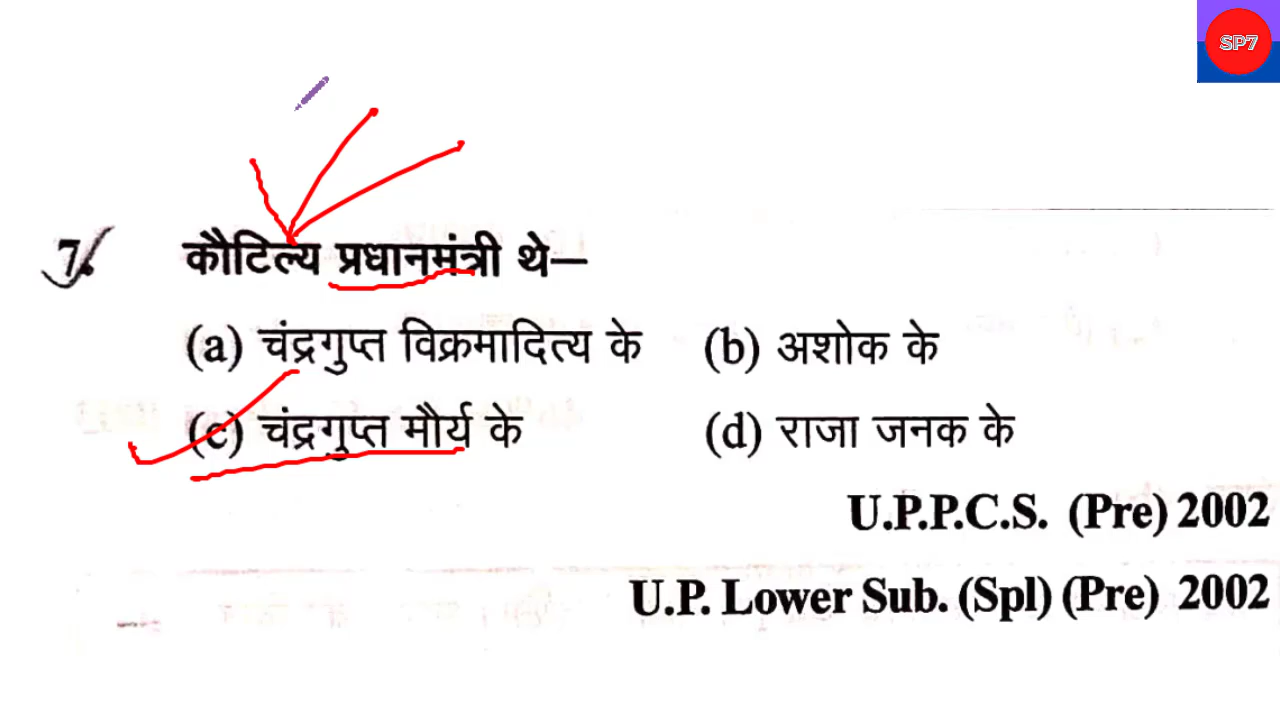 SP7
7. कौटिल्य प्रधानमंत्री थे—
(a) चंद्रगुप्त विक्रमादित्य के (b) अशोक के
(c) चंद्रगुप्त मौर्य के (d) राजा जनक के
U.P.P.C.S. (Pre) 2002
U.P. Lower Sub. (Spl) (Pre) 2002